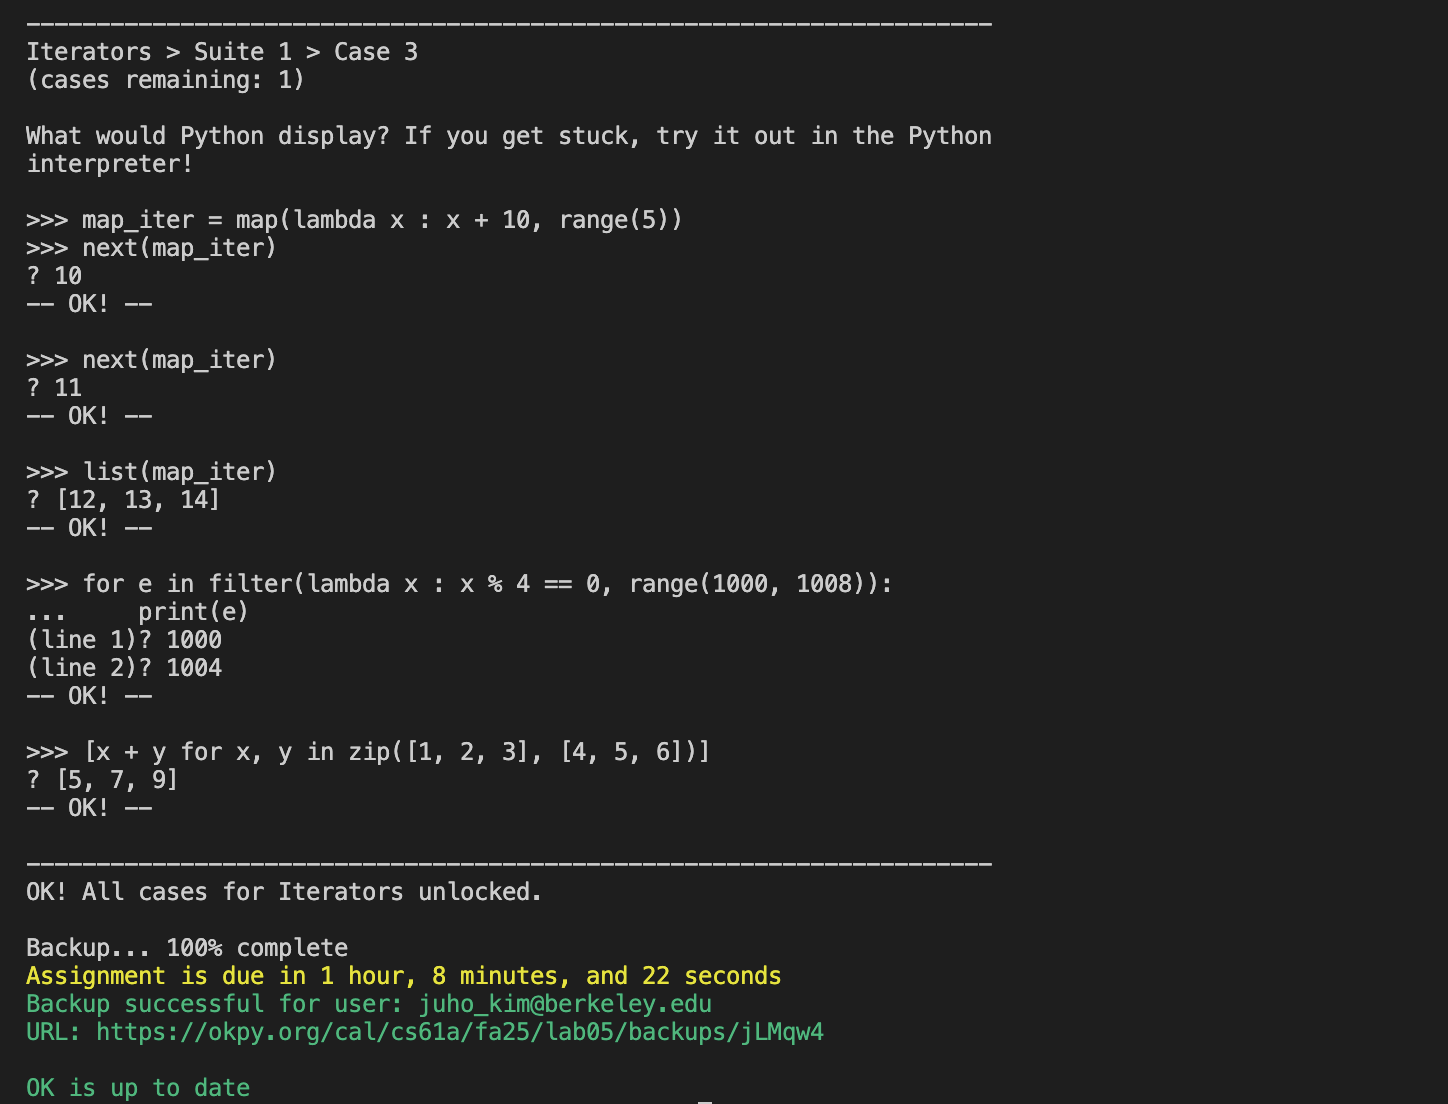 ---------------------------------------------------------------------
Iterators > Suite 1 > Case 3
(cases remaining: 1)
What would Python display? If you get stuck, try it out in the Python
interpreter!
>>> map_iter = map(lambda x : x + 10, range(5))
>>> next(map_iter)
? 10
-- OK! --
>>> next(map_iter)
? 11
-- OK! --
>>> list(map_iter)
? [12, 13, 14]
-- OK! --
>>> for e in filter(lambda x : x % 4 == 0, range(1000, 1008)):
...     print(e)
(line 1)? 1000
(line 2)? 1004
-- OK! --
>>> [x + y for x, y in zip([1, 2, 3], [4, 5, 6])]
? [5, 7, 9]
-- OK! --
---------------------------------------------------------------------
OK! All cases for Iterators unlocked.
Backup... 100% complete
Assignment is due in 1 hour, 8 minutes, and 22 seconds
Backup successful for user: juho_kim@berkeley.edu
URL: https://okpy.org/cal/cs61a/fa25/lab05/backups/jLMqw4
OK is up to date